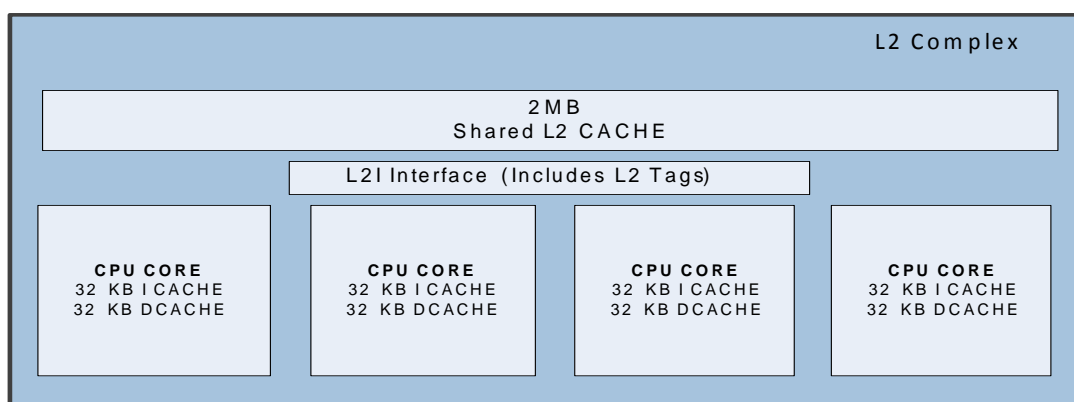 L2 Complex
2MB
Shared L2 CACHE
L2I Interface (Includes L2 Tags)
CPU CORE
32 KB I CACHE
32 KB DCACHE
CPU CORE
32 KB I CACHE
32 KB DCACHE
CPU CORE
32 KB I CACHE
32 KB DCACHE
CPU CORE
32 KB I CACHE
32 KB DCACHE